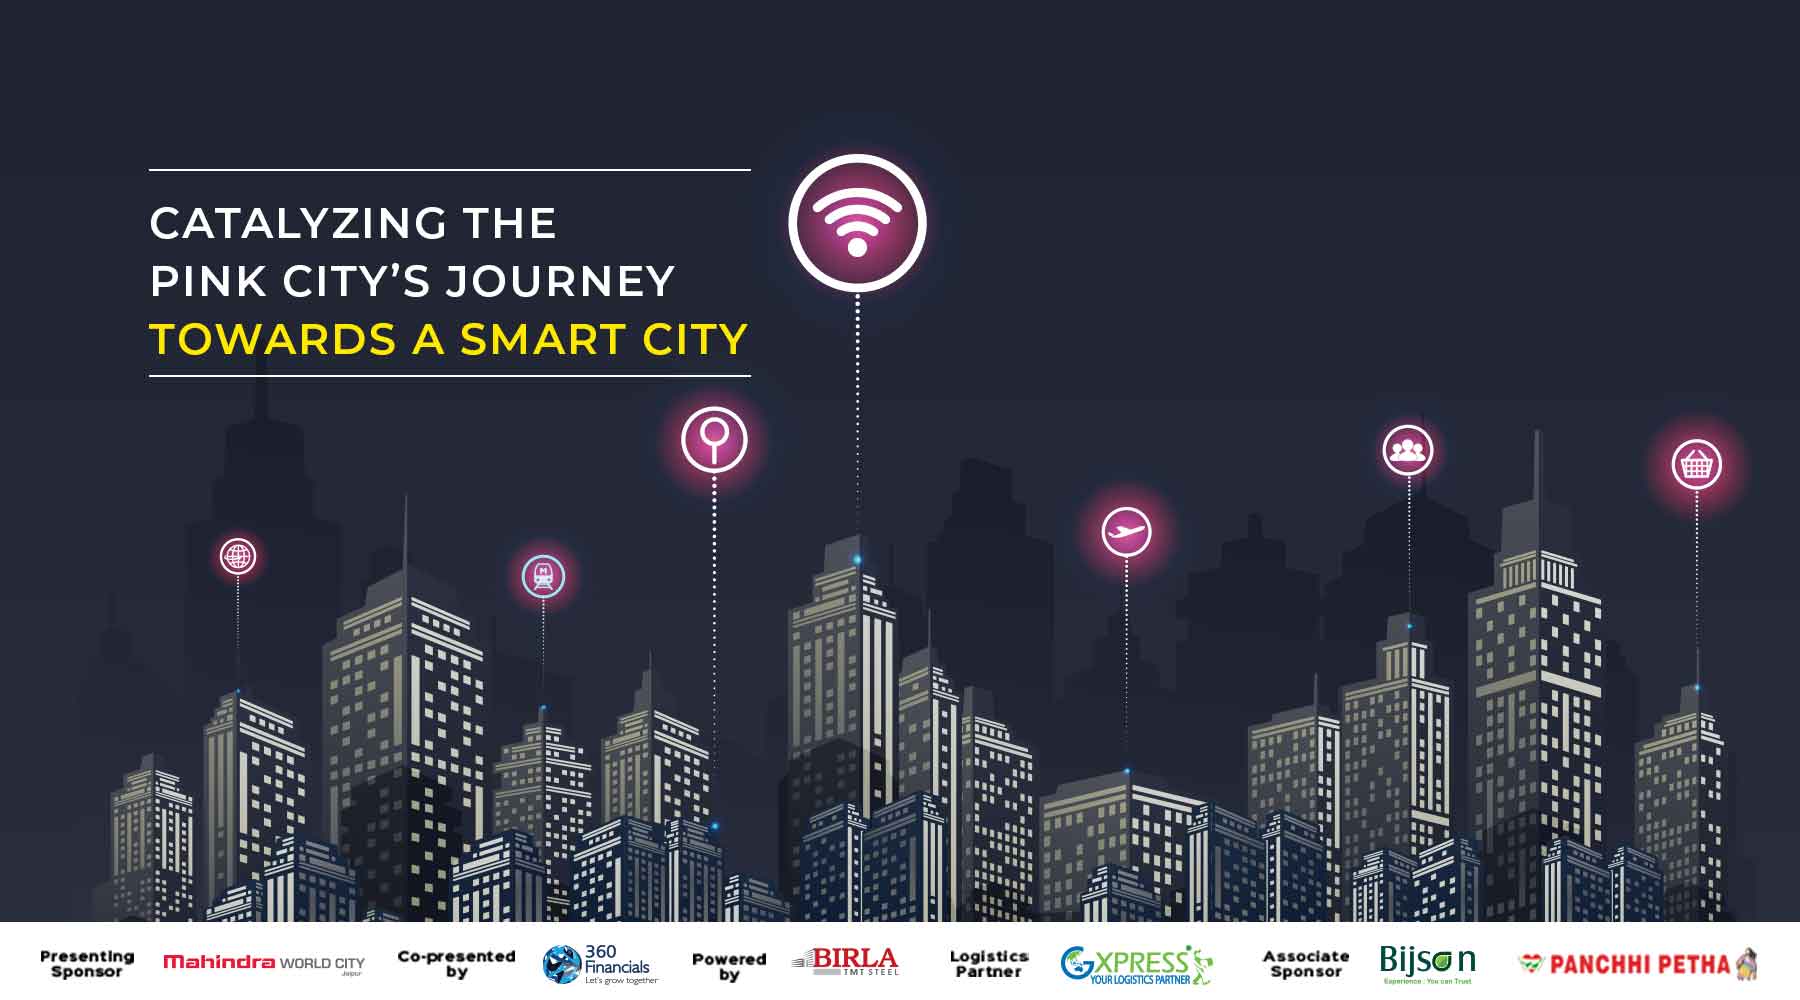 CATALYZING THE
PINK CITY’S JOURNEY
TOWARDS A SMART CITY
M
Presenting
Sponsor
Mahindra WORLD CITY
Jaipur
Co-presented
by
360
Financials
Let's grow together
Powered
by
BIRLA
TMT STEEL
Logistics
Partner
GXPRESS
YOUR LOGISTICS PARTNER
Associate
Sponsor
Bijson
Experience : You can Trust
PANCHHI PETHA